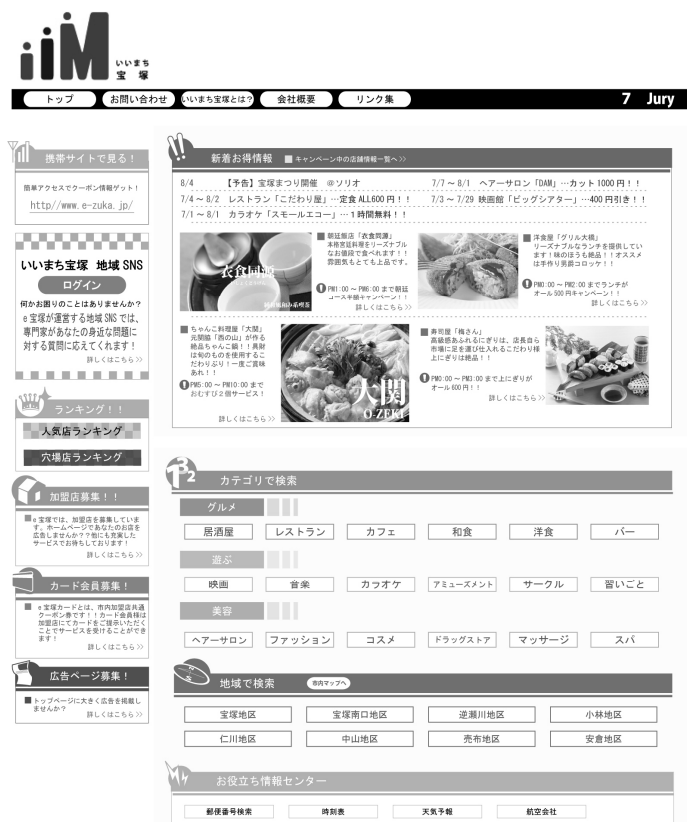 iiM
いいまち
宝 塚
トップ
お問い合わせ
いいまち宝塚とは?
会社概要
リンク集
7 Jury
携帯サイトで見る!
簡単アクセスでクーポン情報ゲット!
http//www.e-zuka.jp/
いいまち宝塚 地域 SNS
ログイン
何かお困りのことはありませんか?
e 宝塚が運営する地域 SNS では、
専門家があなたの身近な問題に
対する質問に応えてくれます!
詳しくはこちら>>
ランキング!!
人気店ランキング
穴場店ランキング
加盟店募集!!
■e 宝塚では、加盟店を募集していま
す。ホームページであなたのお店を
広告しませんか??他にも充実した
サービスでお待ちしております!
詳しくはこちら>>
カード会員募集!
■ e 宝塚カードとは、市内加盟店共通
クーポン券です!!カード会員様は
加盟店にてカードをご提示いただく
ことでサービスを受けることができ
ます!
詳しくはこちら>>
広告ページ募集!
■トップページに大きく広告を掲載し
ませんか?
詳しくはこちら>>
!!
新着お得情報 ■キャンペーン中の店舗情報一覧へ>>
8/4 【予告】宝塚まつり開催 @ソリオ
7/7 ~ 8/1 ヘアーサロン「DAM」…カット 1000 円!!
7/4 ~ 8/2 レストラン「こだわり屋」…定食 ALL600 円!!
7/3 ~ 7/29 映画館「ビッグシアター」…400 円引き!!
7/1 ~ 8/1 カラオケ「スモールエコー」…1 時間無料!!
衣食同源
■朝廷飯店「衣食同源」
本格宮廷料理をリーズナブル
なお値段で食べれます!!
雰囲気もとても上品です。
❶PM1:00 ~ PM6:00 まで朝廷
コース半額キャンペーン!!
詳しくはこちら>>
■洋食屋「グリル大橋」
リーズナブルなランチを提供してい
ます!味のほうも絶品!!オススメ
は手作り男爵コロッケ!!
❶PM0:00 ~ PM2:00 までランチが
オール 500 円キャンペーン!!
詳しくはこちら>>
■ちゃんこ料理屋「大関」
元関脇「西の山」が作る
絶品ちゃんこ鍋!!具財
は旬のものを使用するこ
だわりぶり!一度ご賞味
あれ!!
❶PM5:00 ~ PM10:00 まで
おむすび2個サービス!
詳しくはこちら>>
大関
O-ZEKI
■寿司屋「梅さん」
高級感あふれるにぎりは、店長自ら
市場に足を運び仕入れるこだわり様
上にぎりは絶品!!
❶PM0:00 ~ PM3:00 まで上にぎりが
オール 600 円!!
詳しくはこちら>>
132
カテゴリで検索
グルメ
居酒屋 レストラン カフェ 和食 洋食 バー
遊ぶ
映画 音楽 カラオケ アミューズメント サークル 習いごと
美容
ヘアーサロン ファッション コスメ ドラッグストア マッサージ スパ
地域で検索 市内マップへ
宝塚地区 宝塚南口地区 逆瀬川地区 小林地区
仁川地区 中山地区 売布地区 安倉地区
お役立ち情報センター
郵便番号検索 時刻表 天気予報 航空会社